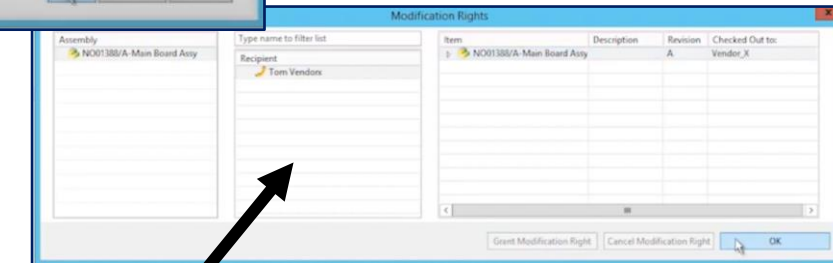 Modification Rights
Assembly
NO01388/A-Main Board Assy
Type name to filter list
Recipient
Tom Vendors
Item Description Revision Checked Out to:
NO01388/A-Main Board Assy A Vendor_X
Grant Modification Right Cancel Modification Right OK